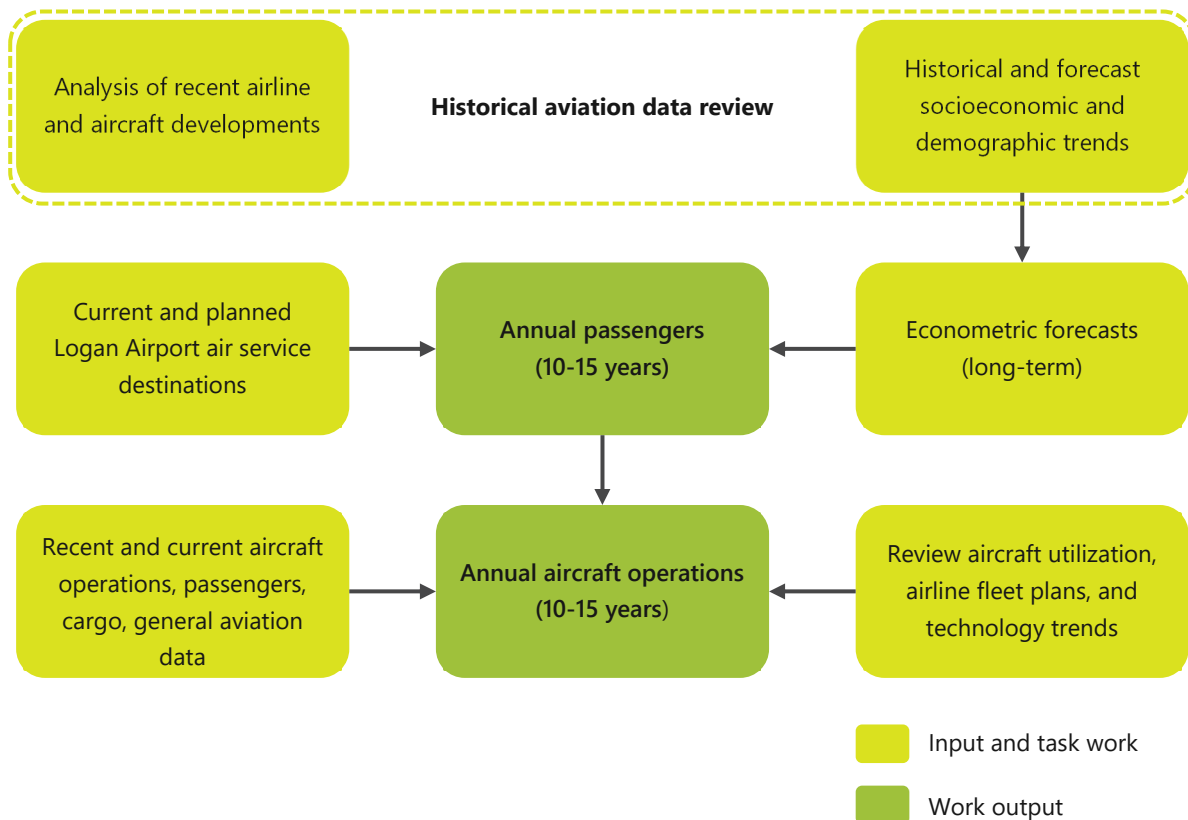 Analysis of recent airline
and aircraft developments
Historical aviation data review
Historical and forecast
socioeconomic and
demographic trends
Current and planned
Logan Airport air service
destinations
Annual passengers
(10-15 years)
Econometric forecasts
(long-term)
Recent and current aircraft
operations, passengers,
cargo, general aviation
data
Annual aircraft operations
(10-15 years)
Review aircraft utilization,
airline fleet plans, and
technology trends
Input and task work
Work output